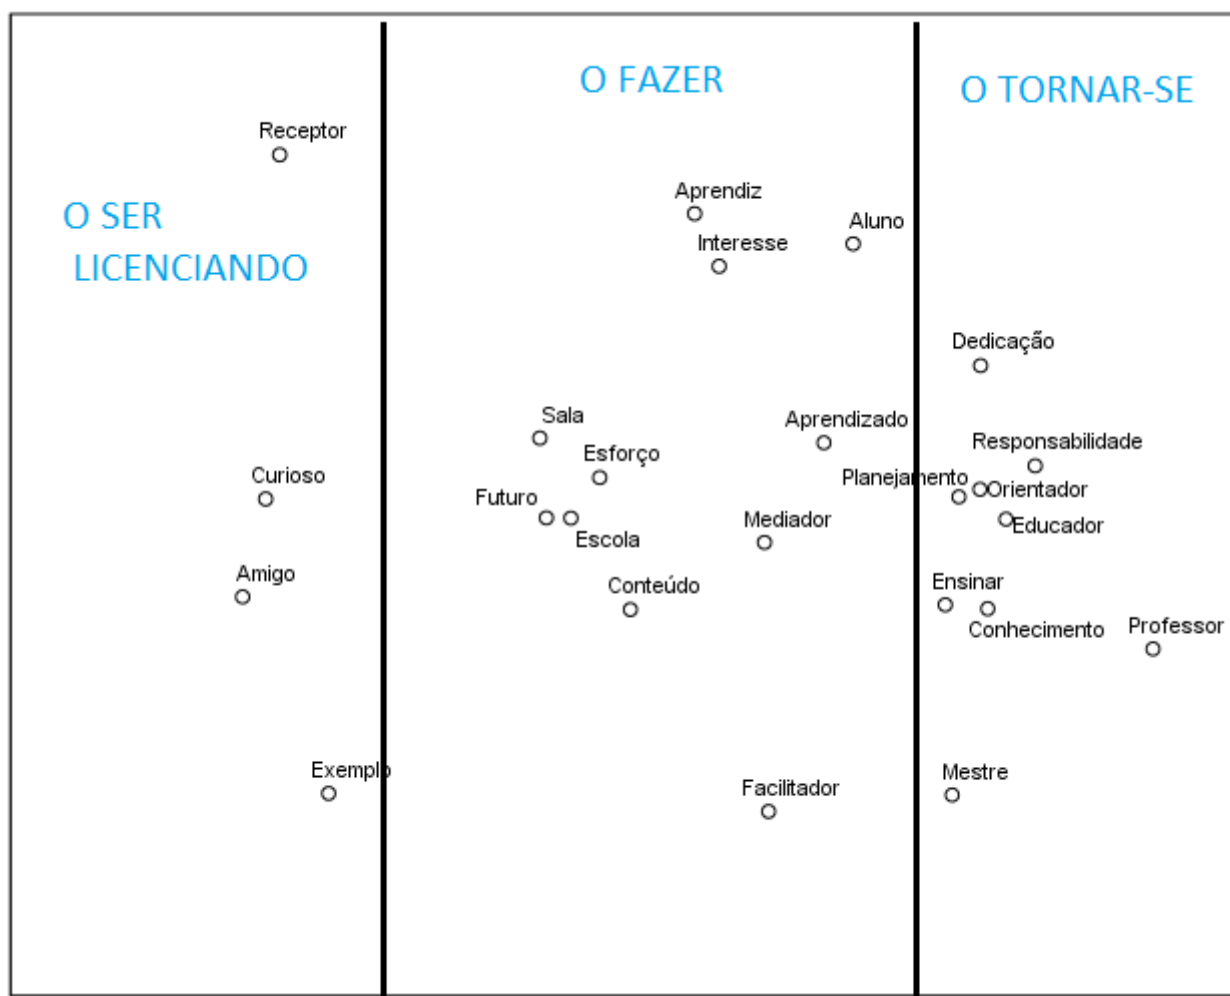 O FAZER
O TORNAR-SE
Receptor
O SER
LICENCIANDO
Aprendiz
Aluno
Interesse
Dedicação
Sala
Aprendizado
Esforço
Responsabilidade
Curioso
Planejamento
Orientador
Futuro
Mediador
Educador
Escola
Amigo
Conteúdo
Ensinar
Conhecimento
Professor
Exemplo
Facilitador
Mestre